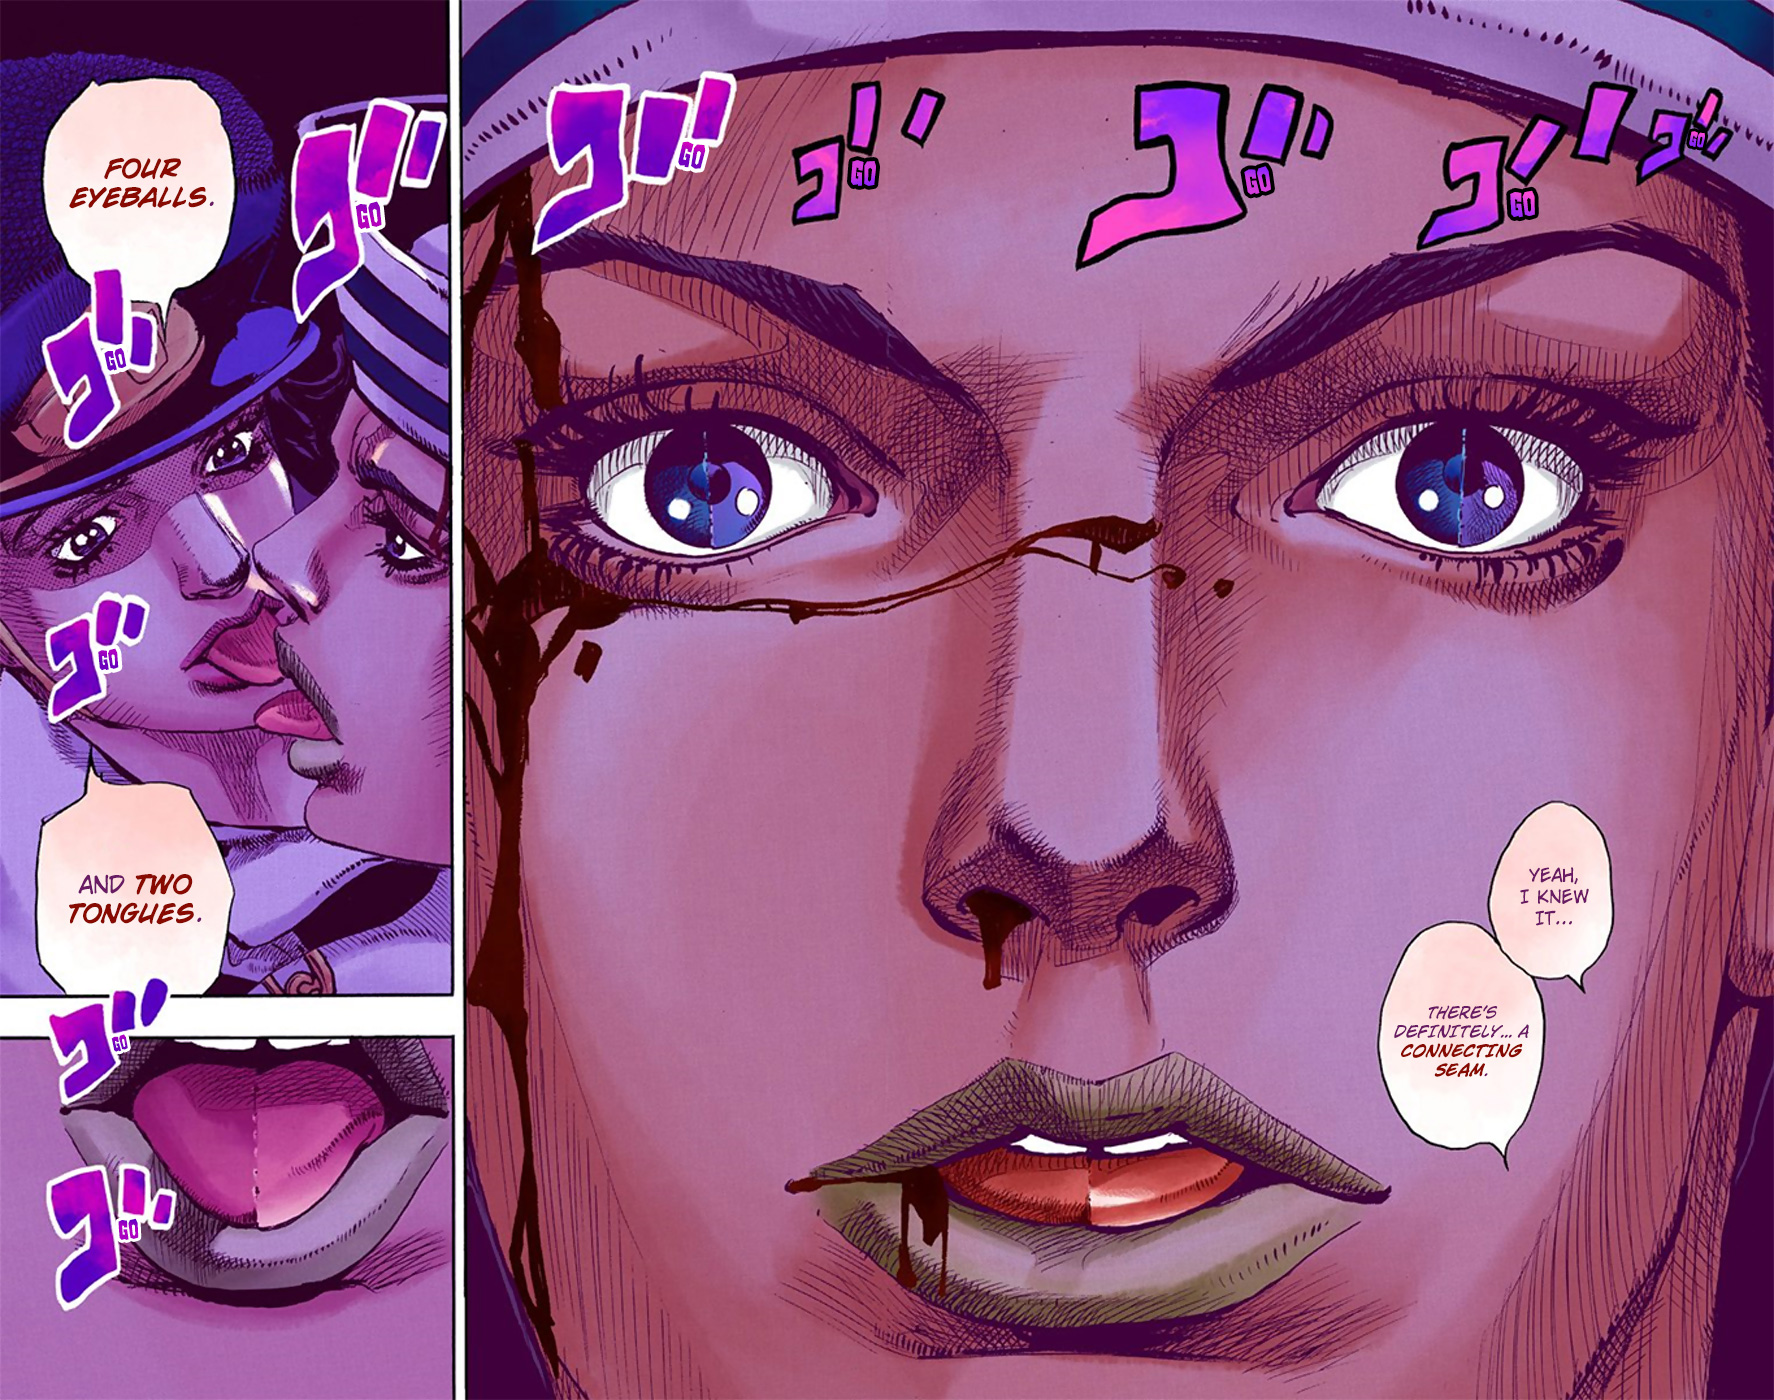 ゴゴゴゴゴ
GO
GO
GO
GO
GO
YEAH,
I KNEW
IT...
THERE'S
DEFINITELY... A
CONNECTING
SEAM.
FOUR
EYEBALLS.
ゴ
GO
ゴ
GO
ゴ
GO
AND TWO
TONGUES.
ゴ
GO
ゴ
GO